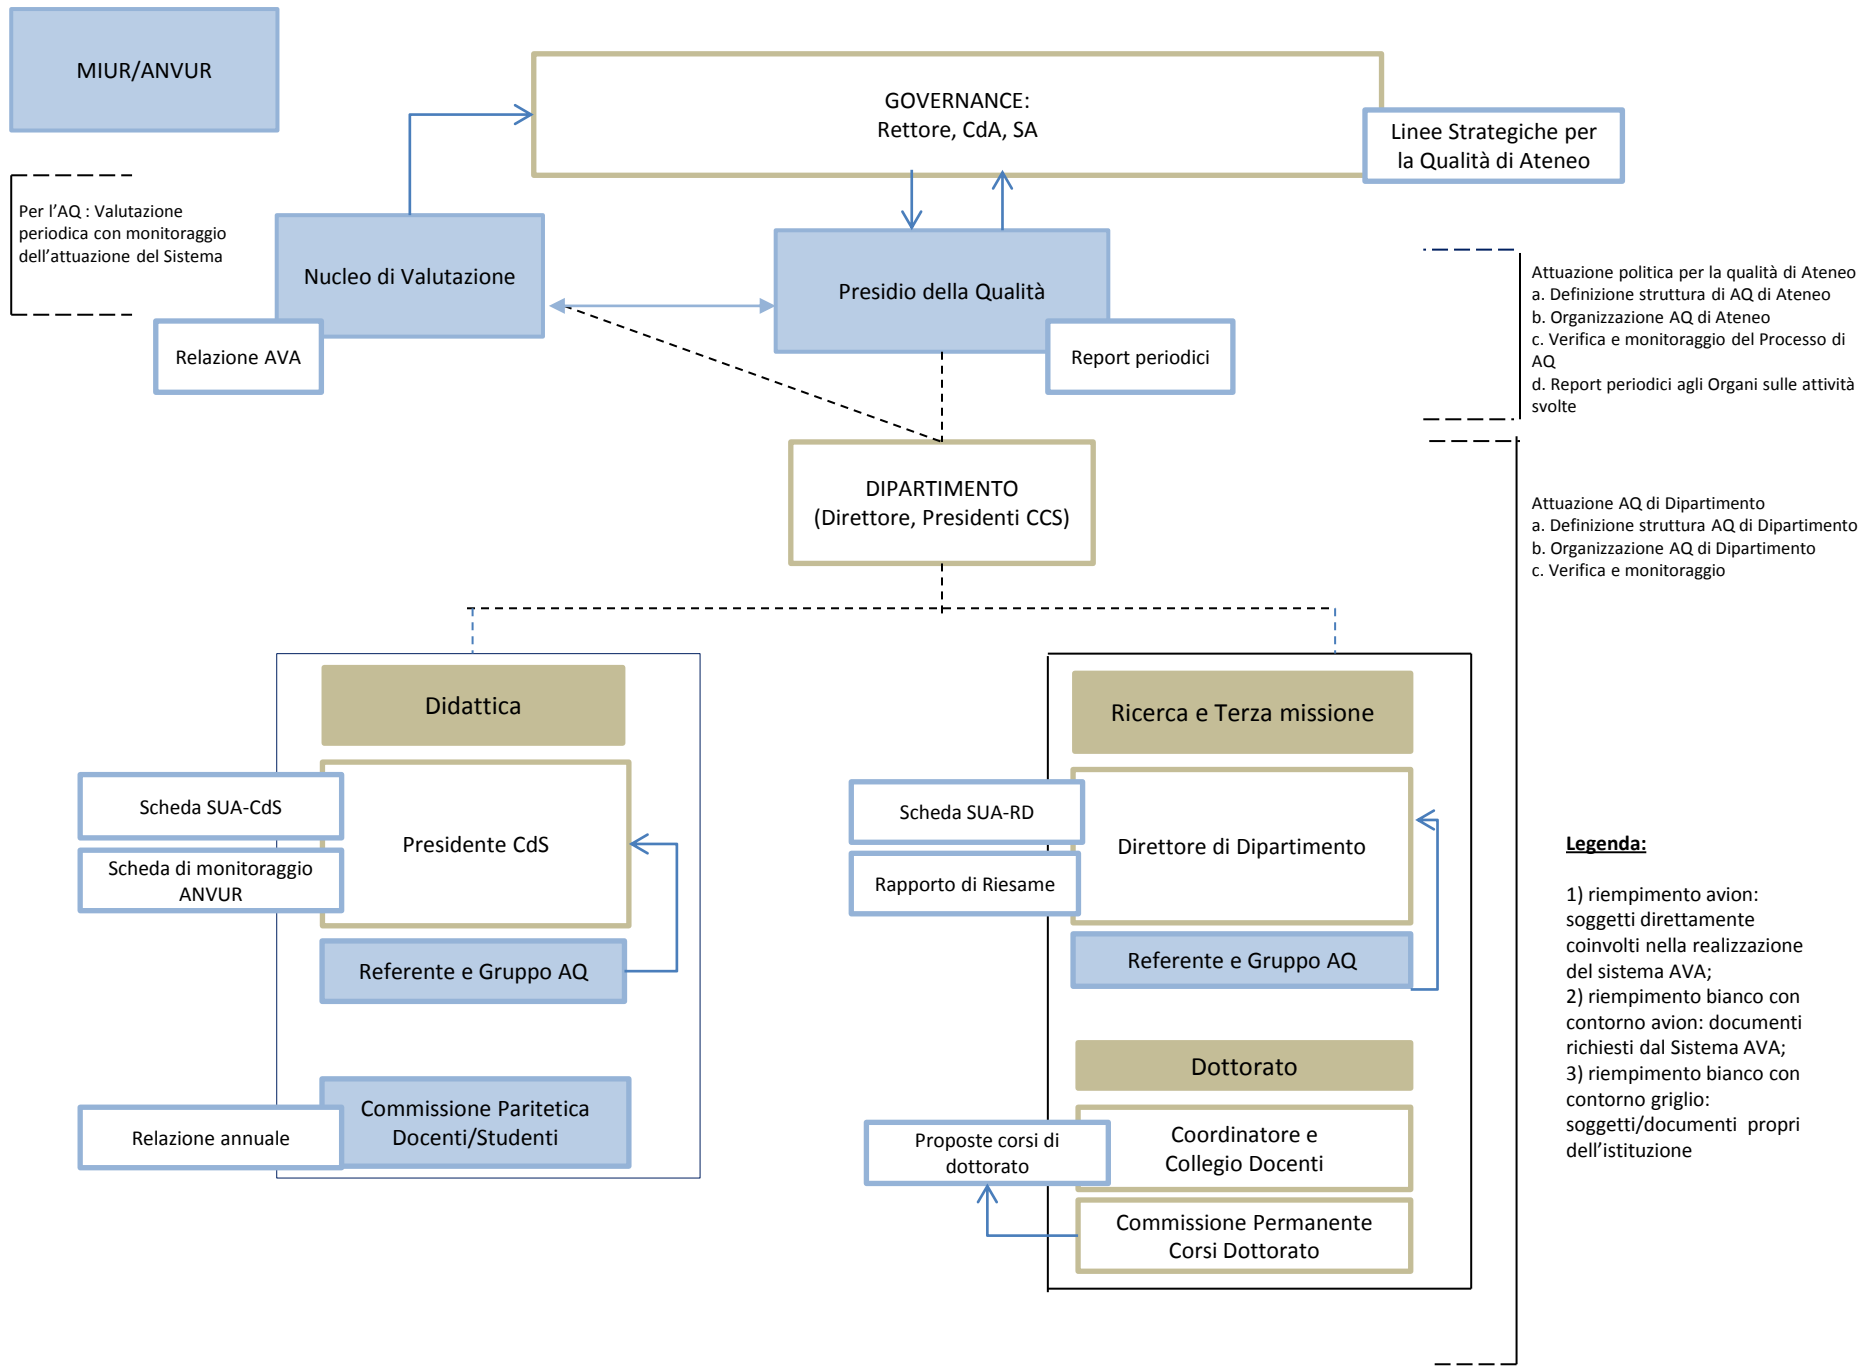 MIUR/ANVUR
GOVERNANCE:
Rettore, CdA, SA
Linee Strategiche per
la Qualità di Ateneo
Per l'AQ : Valutazione
periodica con monitoraggio
dell'attuazione del Sistema
Nucleo di Valutazione
Relazione AVA
Presidio della Qualità
Report periodici
Attuazione politica per la qualità di Ateneo
a. Definizione struttura di AQ di Ateneo
b. Organizzazione AQ di Ateneo
c. Verifica e monitoraggio del Processo di
AQ
d. Report periodici agli Organi sulle attività
svolte
DIPARTIMENTO
(Direttore, Presidenti CCS)
Attuazione AQ di Dipartimento
a. Definizione struttura AQ di Dipartimento
b. Organizzazione AQ di Dipartimento
c. Verifica e monitoraggio
Didattica
Scheda SUA-CdS
Scheda di monitoraggio
ANVUR
Presidente CdS
Referente e Gruppo AQ
Commissione Paritetica
Docenti/Studenti
Relazione annuale
Ricerca e Terza missione
Scheda SUA-RD
Rapporto di Riesame
Direttore di Dipartimento
Referente e Gruppo AQ
Dottorato
Proposte corsi di
dottorato
Coordinatore e
Collegio Docenti
Commissione Permanente
Corsi Dottorato
Legenda:
1) riempimento avion:
soggetti direttamente
coinvolti nella realizzazione
del sistema AVA;
2) riempimento bianco con
contorno avion: documenti
richiesti dal Sistema AVA;
3) riempimento bianco con
contorno griglio:
soggetti/documenti propri
dell'istituzione